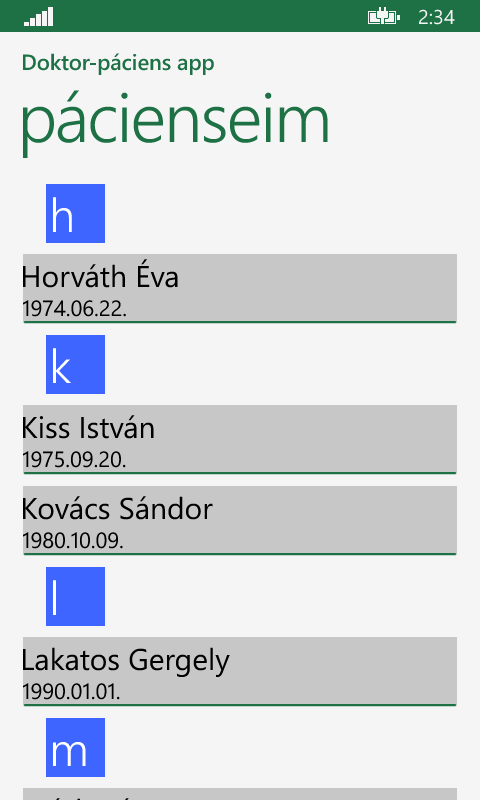 2:34
Doktor-páciens app
pácienseim
h
Horváth Éva
1974.06.22.
k
Kiss István
1975.09.20.
Kovács Sándor
1980.10.09.
l
Lakatos Gergely
1990.01.01.
m